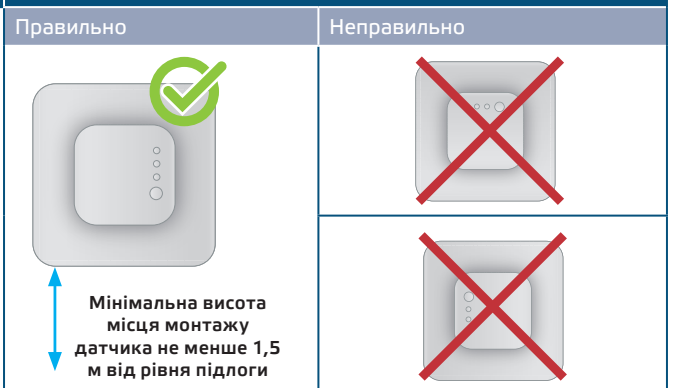 Правильно
Неправильно
Мінімальна висота
місця монтажу
датчика не менше 1,5
м від рівня підлоги